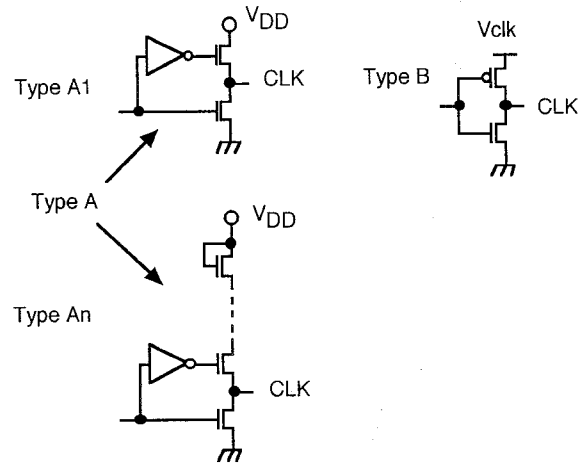 V_DD
Type A1
CLK
Vclk
Type B
CLK
Type A
V_DD
Type An
CLK